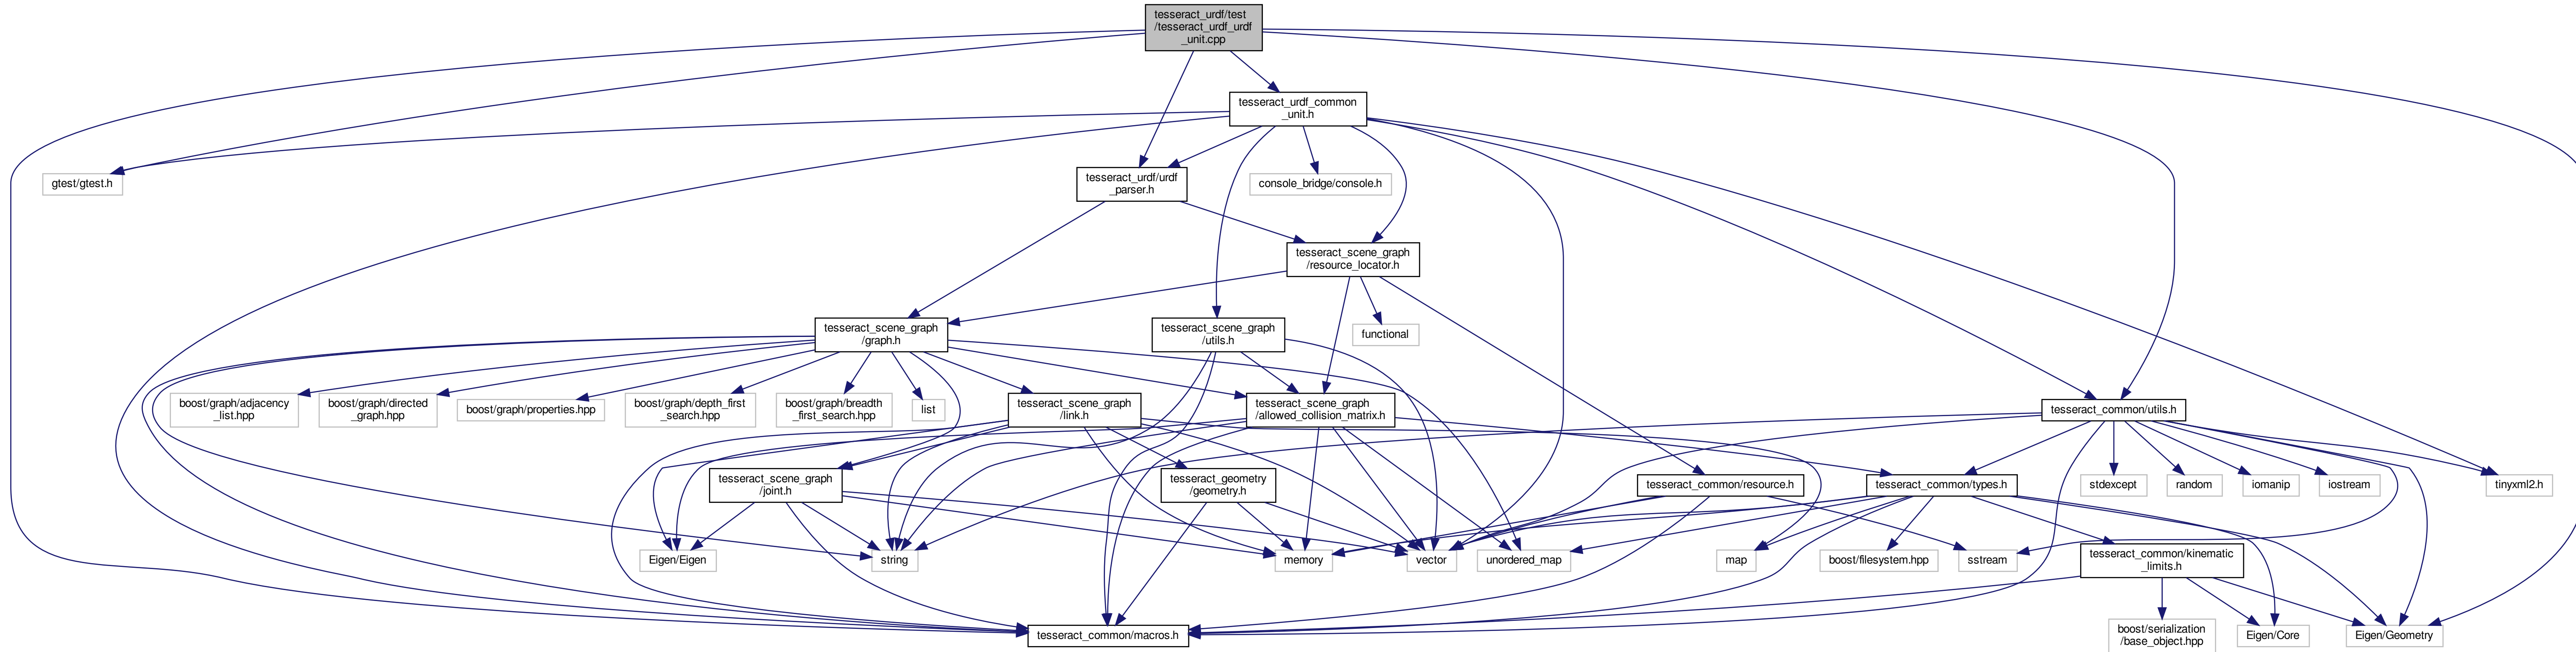 tesseract_urdf/test
/tesseract_urdf_urdf
_unit.cpp
tesseract_urdf_common
_unit.h
gtest/gtest.h
tesseract_urdf/urdf
_parser.h
console_bridge/console.h
tesseract_scene_graph
/resource_locator.h
tesseract_scene_graph
/graph.h
tesseract_scene_graph
/utils.h
functional
boost/graph/adjacency
_list.hpp
boost/graph/directed
_graph.hpp
boost/graph/properties.hpp
boost/graph/depth_first
_search.hpp
boost/graph/breadth
_first_search.hpp
list
tesseract_scene_graph
/link.h
tesseract_scene_graph
/allowed_collision_matrix.h
tesseract_common/utils.h
tesseract_scene_graph
/joint.h
tesseract_geometry
/geometry.h
tesseract_common/resource.h
tesseract_common/types.h
stdexcept
random
iomanip
iostream
tinyxml2.h
Eigen/Eigen
string
memory
vector
unordered_map
map
boost/filesystem.hpp
sstream
tesseract_common/kinematic
_limits.h
tesseract_common/macros.h
boost/serialization
/base_object.hpp
Eigen/Core
Eigen/Geometry